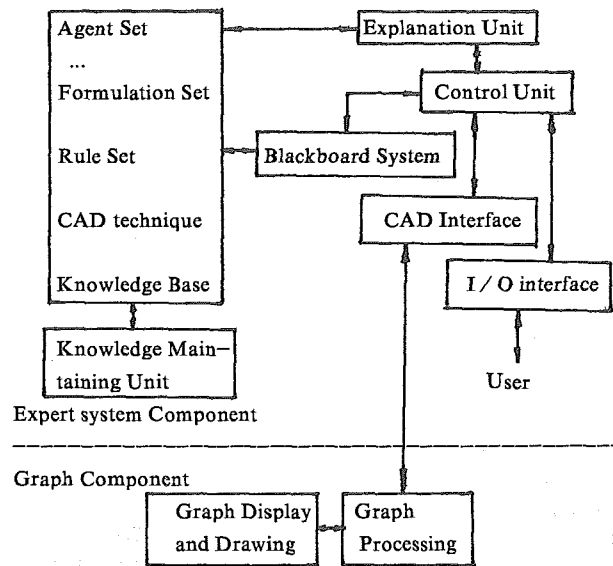 Agent Set
...
Formulation Set
Rule Set
CAD technique
Knowledge Base
Explanation Unit
Control Unit
Blackboard System
CAD Interface
I / O interface
User
Knowledge Main-
taining Unit
Expert system Component
Graph Component
Graph Display
and Drawing
Graph
Processing